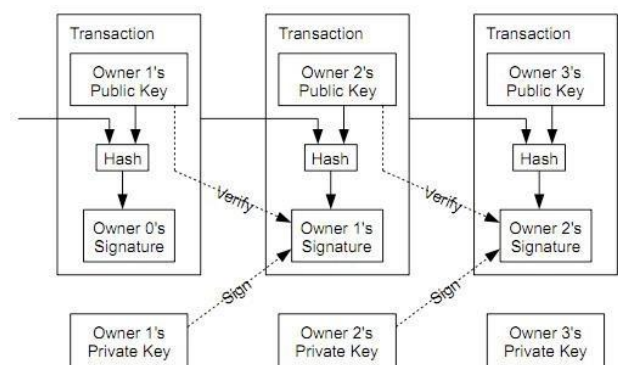 Transaction
Owner 1's
Public Key
Hash
Owner 0's
Signature
Transaction
Owner 2's
Public Key
Hash
Owner 1's
Signature
Transaction
Owner 3's
Public Key
Hash
Owner 2's
Signature
Verify
Verify
Sign
Sign
Owner 1's
Private Key
Owner 2's
Private Key
Owner 3's
Private Key